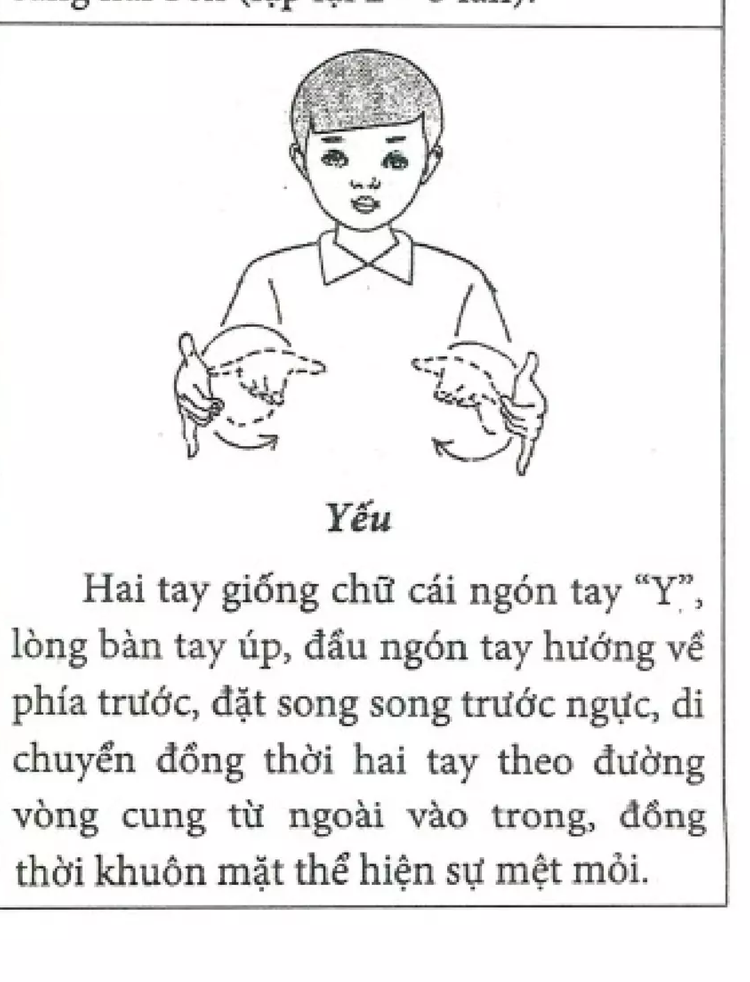 Yếu
Hai tay giống chữ cái ngón tay “Y”,
lòng bàn tay úp, đầu ngón tay hướng về
phía trước, đặt song song trước ngực, di
chuyển đồng thời hai tay theo đường
vòng cung từ ngoài vào trong, đồng
thời khuôn mặt thể hiện sự mệt mỏi.